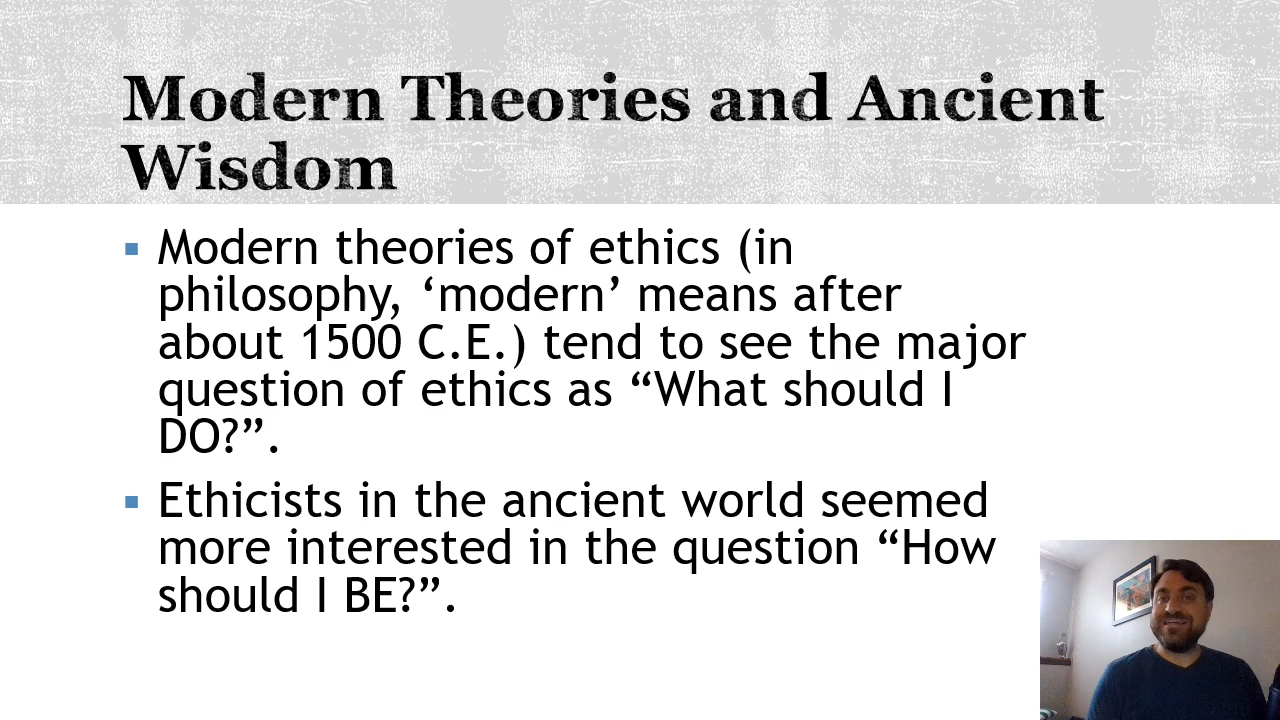 Modern Theories and Ancient
Wisdom
▪ Modern theories of ethics (in
philosophy, ‘modern’ means after
about 1500 C.E.) tend to see the major
question of ethics as “What should I
DO?”.
▪ Ethicists in the ancient world seemed
more interested in the question “How
should I BE?”.